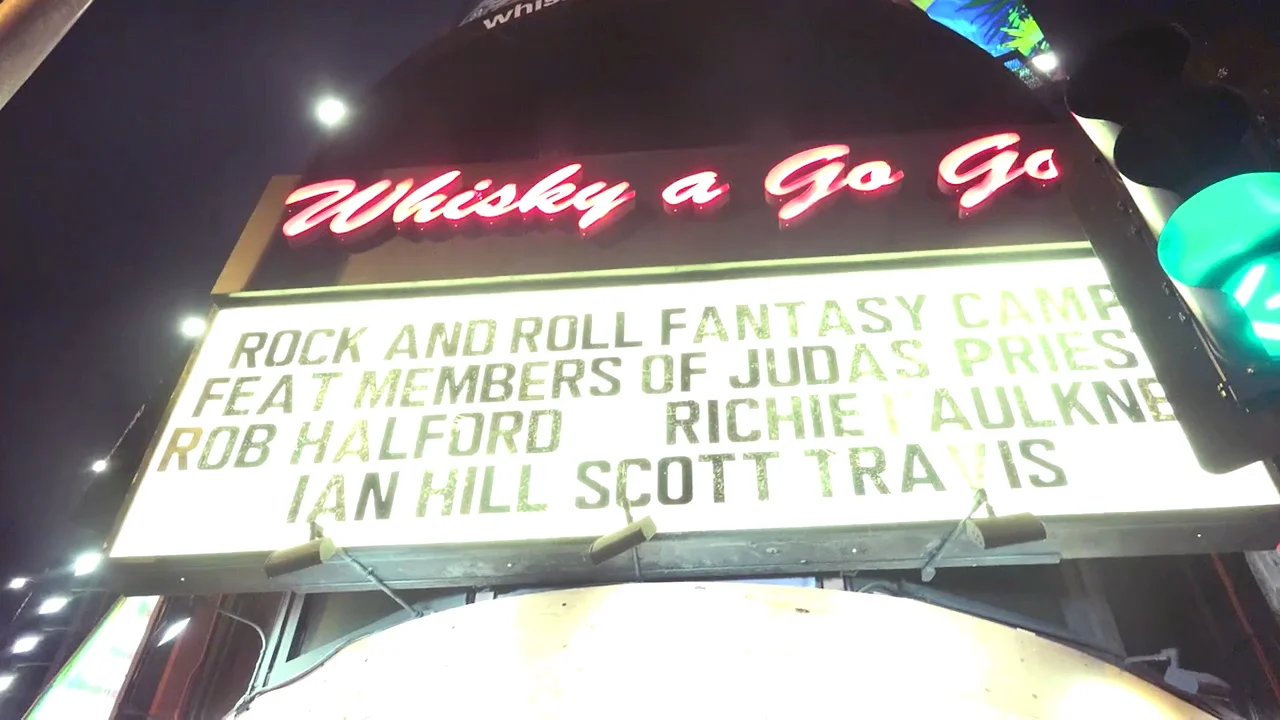 whis
Whisky a Go Go
ROCK AND ROLL FANTASY CAMP
FEAT MEMBERS OF JUDAS PRIES
ROB HALFORD RICHIE FAULKNE
IAN HILL SCOTT TRAVIS